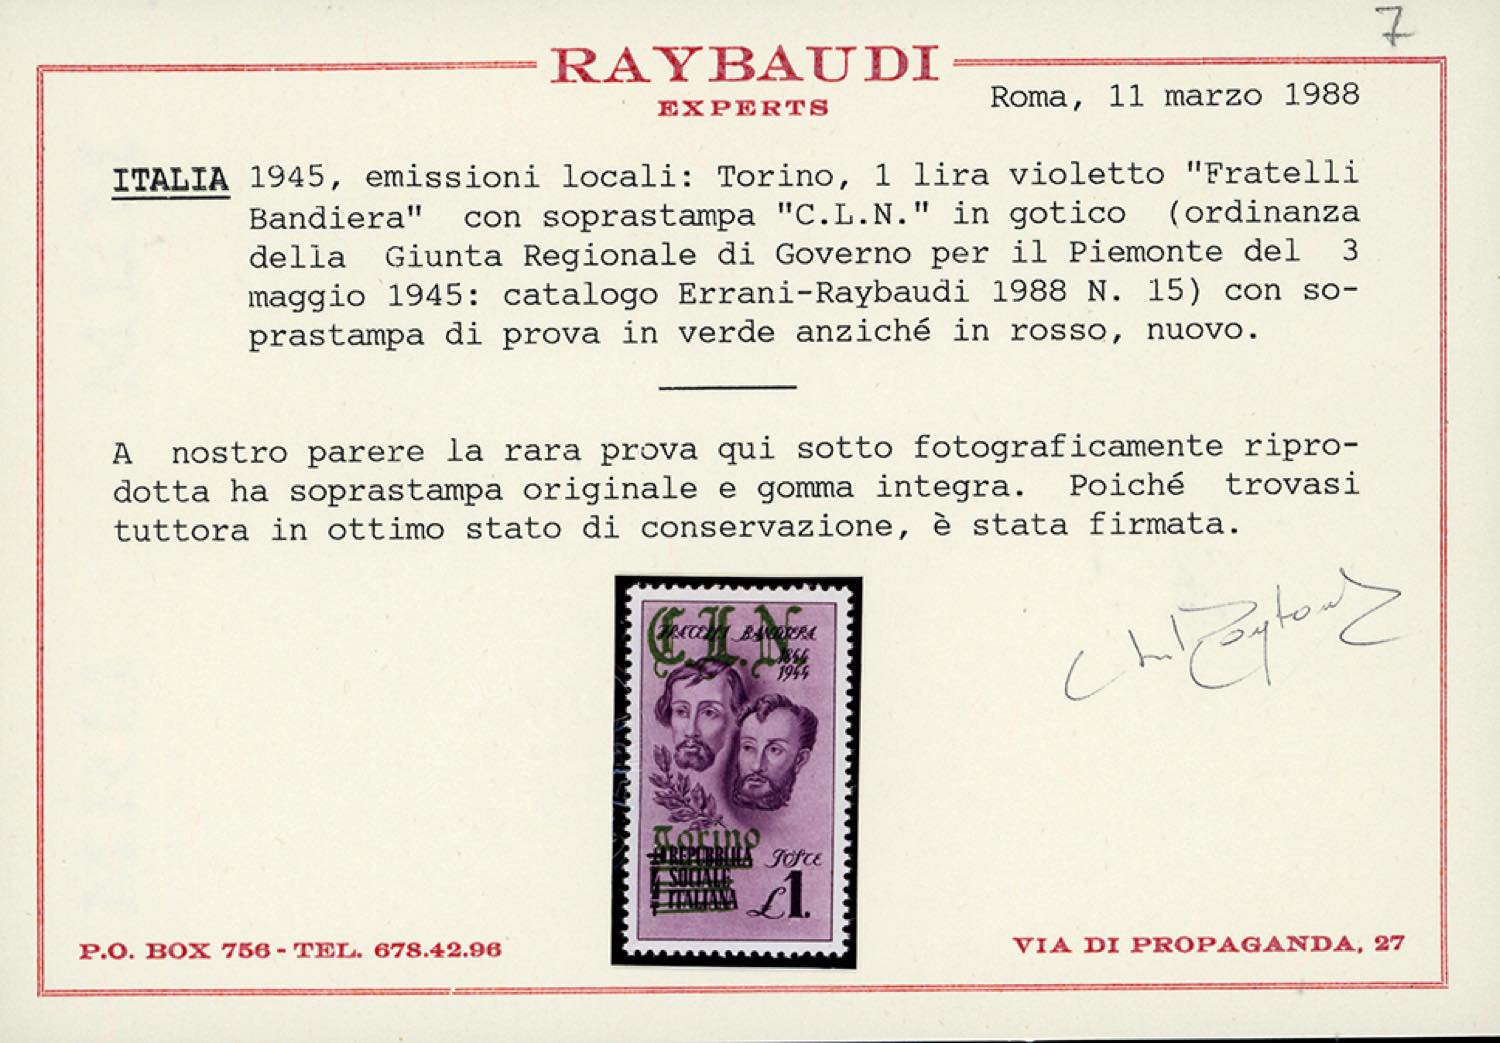 7
RAYBAUDI
EXPERTS
Roma, 11 marzo 1988
ITALIA 1945, emissioni locali: Torino, 1 lira violetto "Fratelli
Bandiera" con soprastampa "C.L.N." in gotico (ordinanza
della Giunta Regionale di Governo per il Piemonte del 3
maggio 1945: catalogo Errani-Raybaudi 1988 N. 15) con so-
prastampa di prova in verde anziché in rosso, nuovo.
A nostro parere la rara prova qui sotto fotograficamente ripro-
dotta ha soprastampa originale e gomma integra. Poiché trovasi
tuttora in ottimo stato di conservazione, è stata firmata.
C.L.N.
FRATELLI BANDIERA
1844
1944
Torino
REPUBBLICA
SOCIALE
ITALIANA
POSTE
£1.
P.O. BOX 756 - TEL. 678.42.96
VIA DI PROPAGANDA, 27